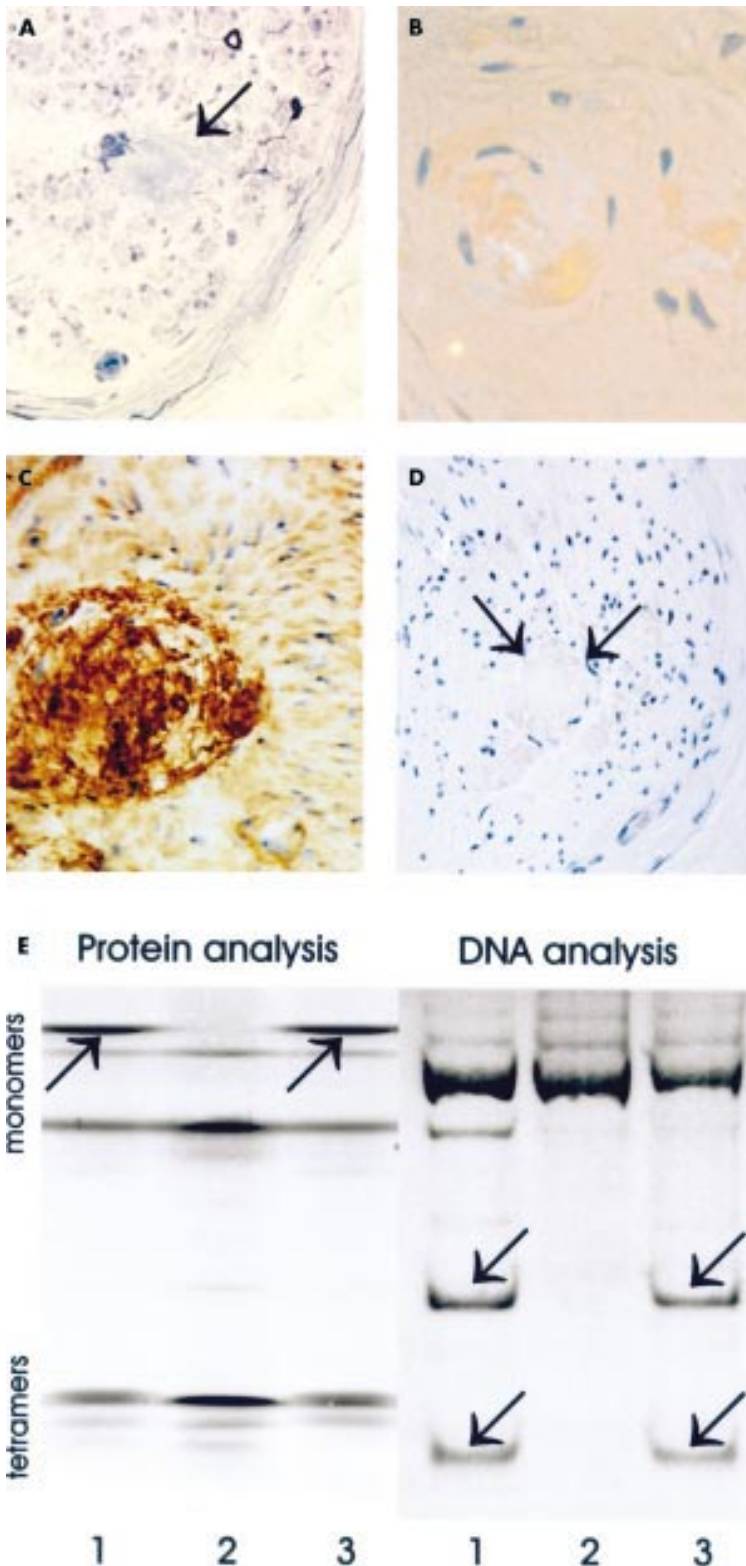 A
B
C
D
E Protein analysis DNA analysis
monomers
tetramers
1 2 3 1 2 3